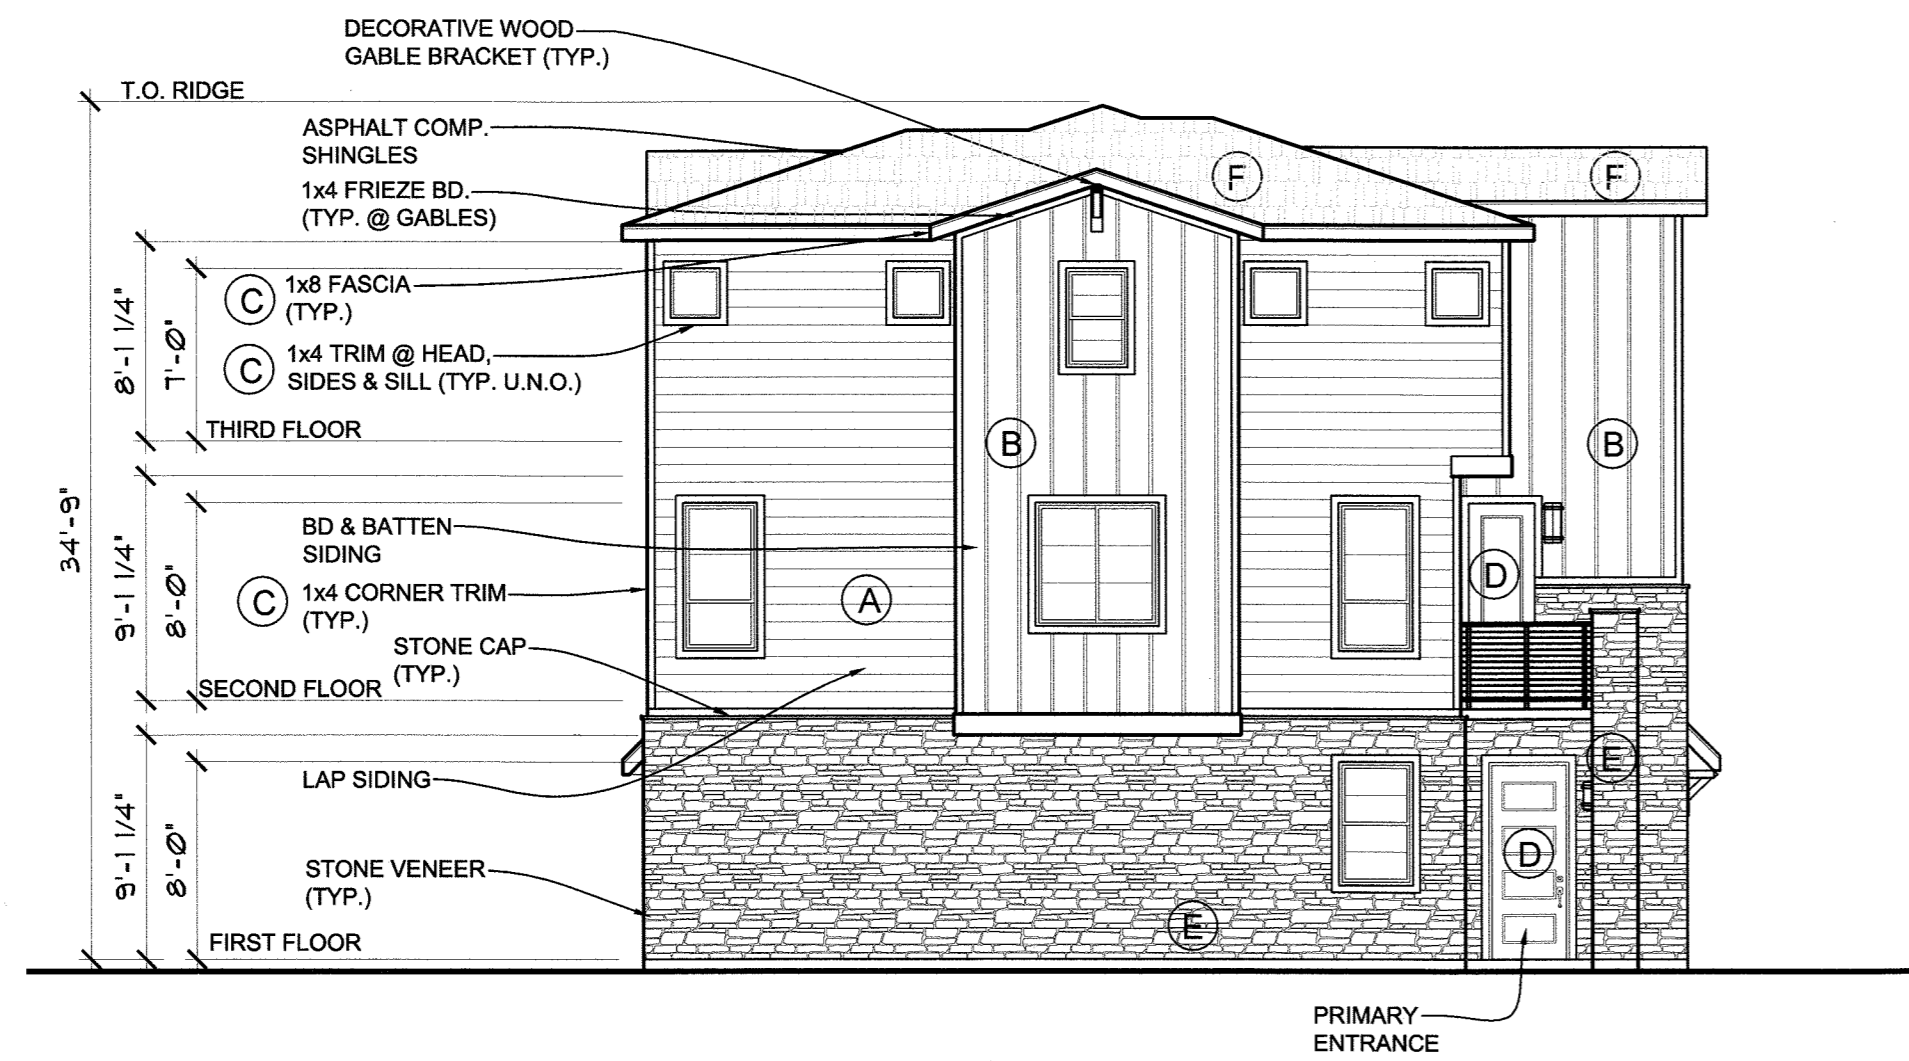 DECORATIVE WOOD
GABLE BRACKET (TYP.)
T.O. RIDGE
ASPHALT COMP.
SHINGLES
1x4 FRIEZE BD.
(TYP. @ GABLES)
F
F
C
1x8 FASCIA
(TYP.)
C
1x4 TRIM @ HEAD,
SIDES & SILL (TYP. U.N.O.)
8'-1 1/4"
7'-0"
THIRD FLOOR
B
B
34'-9"
BD & BATTEN
SIDING
9'-1 1/4"
8'-0"
C
1x4 CORNER TRIM
(TYP.)
A
D
STONE CAP
(TYP.)
SECOND FLOOR
LAP SIDING
E
9'-1 1/4"
8'-0"
STONE VENEER
(TYP.)
D
E
FIRST FLOOR
PRIMARY
ENTRANCE